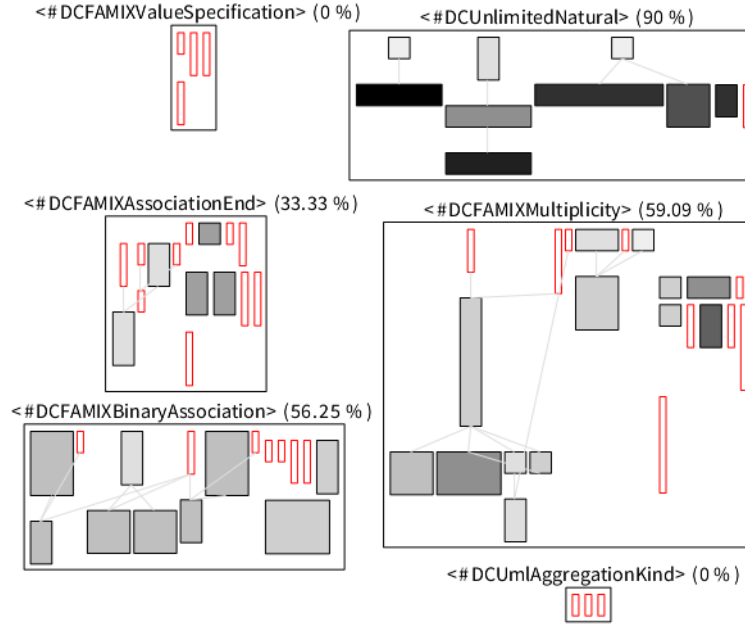 <#DCFAMIXValueSpecification> (0 %)
<#DCUnlimitedNatural> (90 %)
<#DCFAMIXAssociationEnd> (33.33 %)
<#DCFAMIXMultiplicity> (59.09 %)
<#DCFAMIXBinaryAssociation> (56.25 %)
<#DCUmlAggregationKind> (0 %)